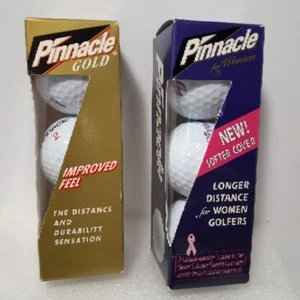 Pinnacle
GOLD
IMPROVED
FEEL
THE DISTANCE
AND
DURABILITY
SENSATION
Pinnacle
Pinnacle
for Women
NEW!
SOFTER COVER
LONGER
DISTANCE
for WOMEN
GOLFERS